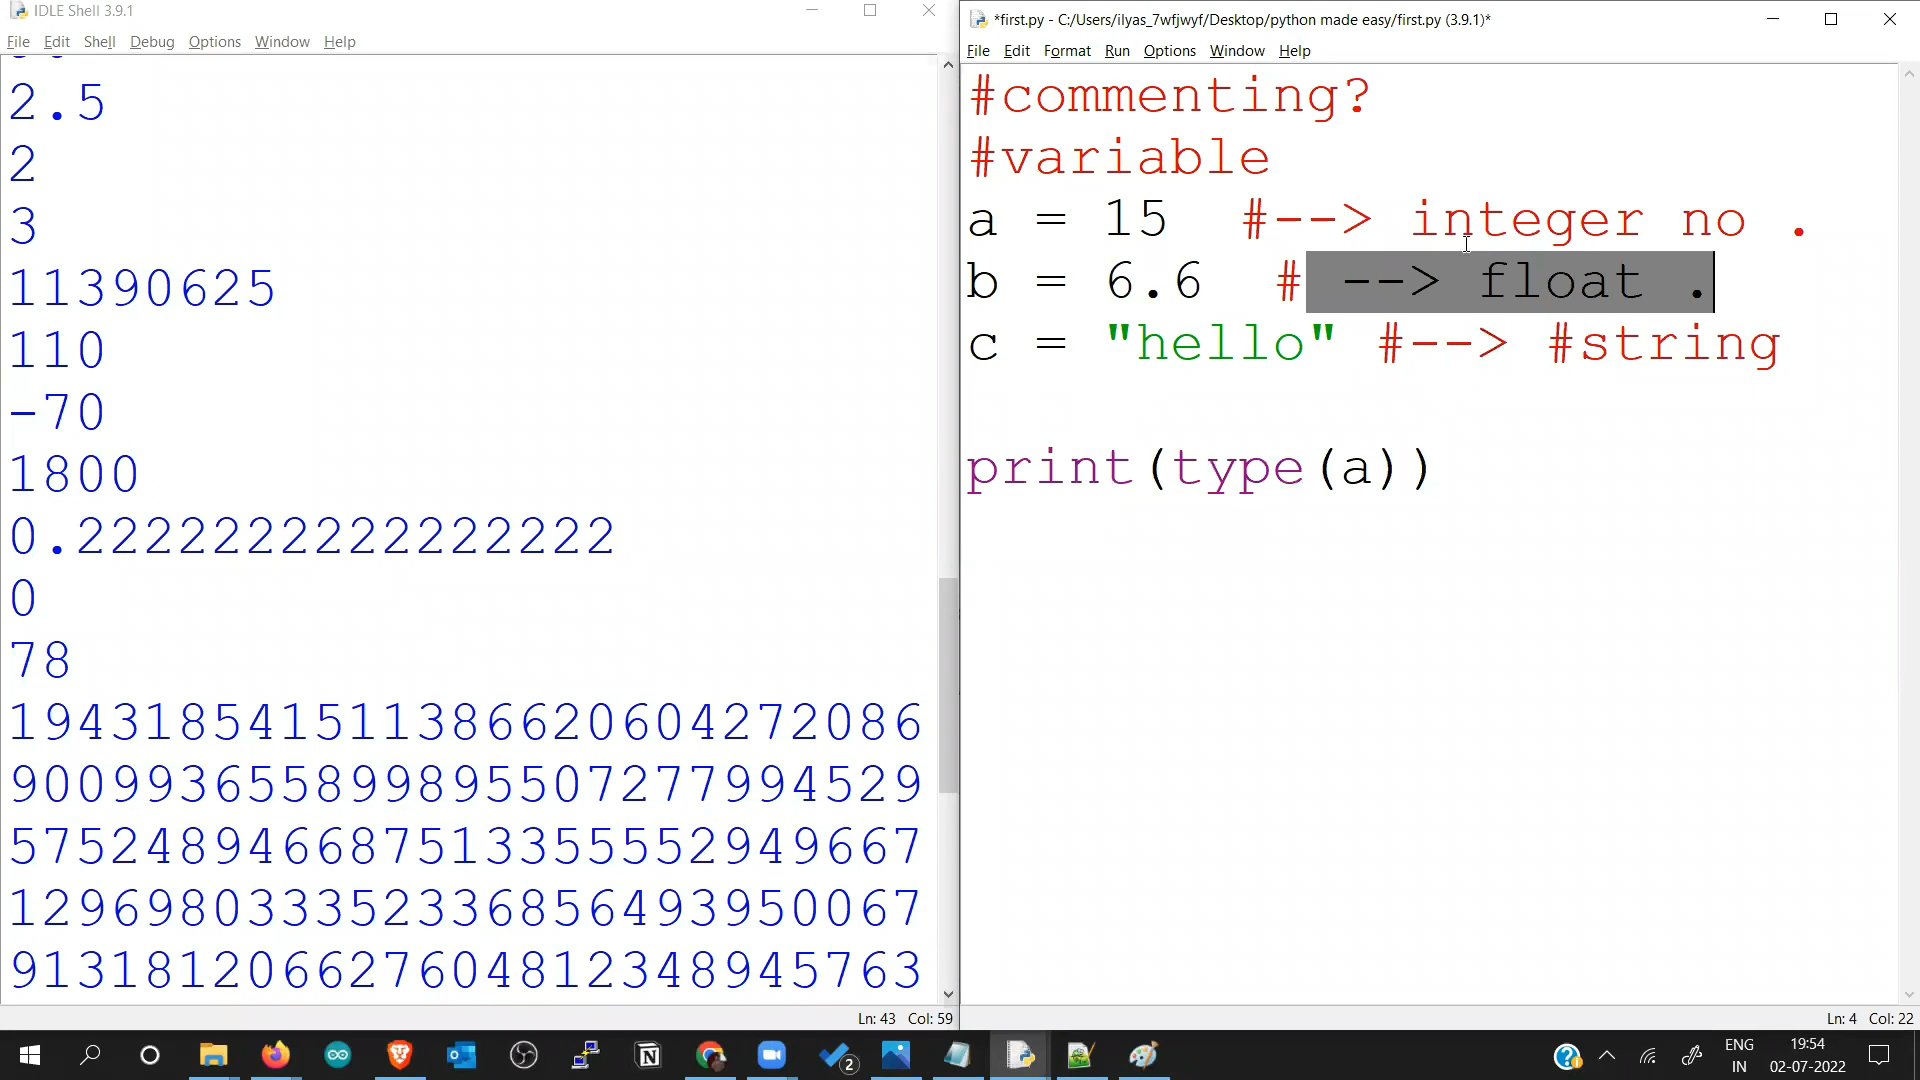 IDLE Shell 3.9.1
File Edit Shell Debug Options Window Help
2.5
2
3
11390625
110
-70
1800
0.2222222222222222
0
78
194318541511386620604272086
900993655899895507277994529
575248946687513355552949667
129698033352336856493950067
913181206627604812348945763
Ln: 43 Col: 59
*first.py - C:/Users/ilyas_7wfjwyf/Desktop/python made easy/first.py (3.9.1)*
File Edit Format Run Options Window Help
#commenting?
#variable
a = 15 #--> integer no .
b = 6.6 # --> float .
c = "hello" #--> #string
print(type(a))
Ln: 4 Col: 22
2
ENG
IN
19:54
02-07-2022